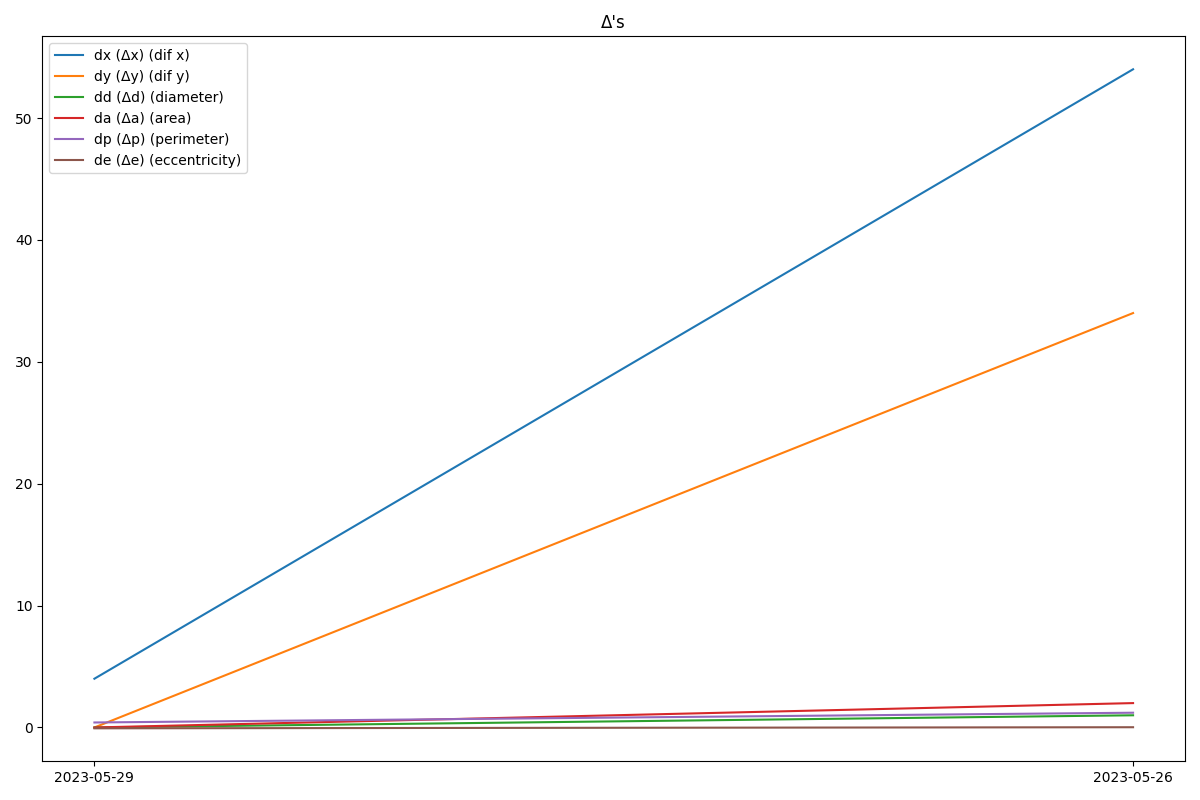 Δ's
dx (Δx) (dif x)
dy (Δy) (dif y)
dd (Δd) (diameter)
da (Δa) (area)
dp (Δp) (perimeter)
de (Δe) (eccentricity)
50
40
30
20
10
0
2023-05-29 2023-05-26